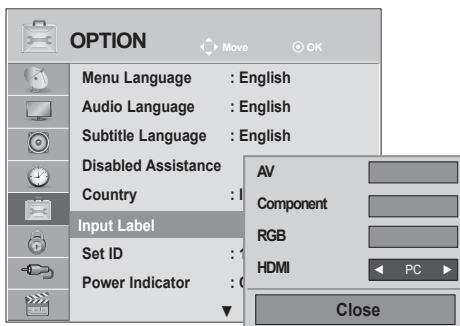 OPTION
Move
OK
Menu Language : English
Audio Language : English
Subtitle Language : English
Disabled Assistance
Country :
Input Label
Set ID :
Power Indicator :
▼
AV
Component
RGB
HDMI ◀ PC ▶
Close